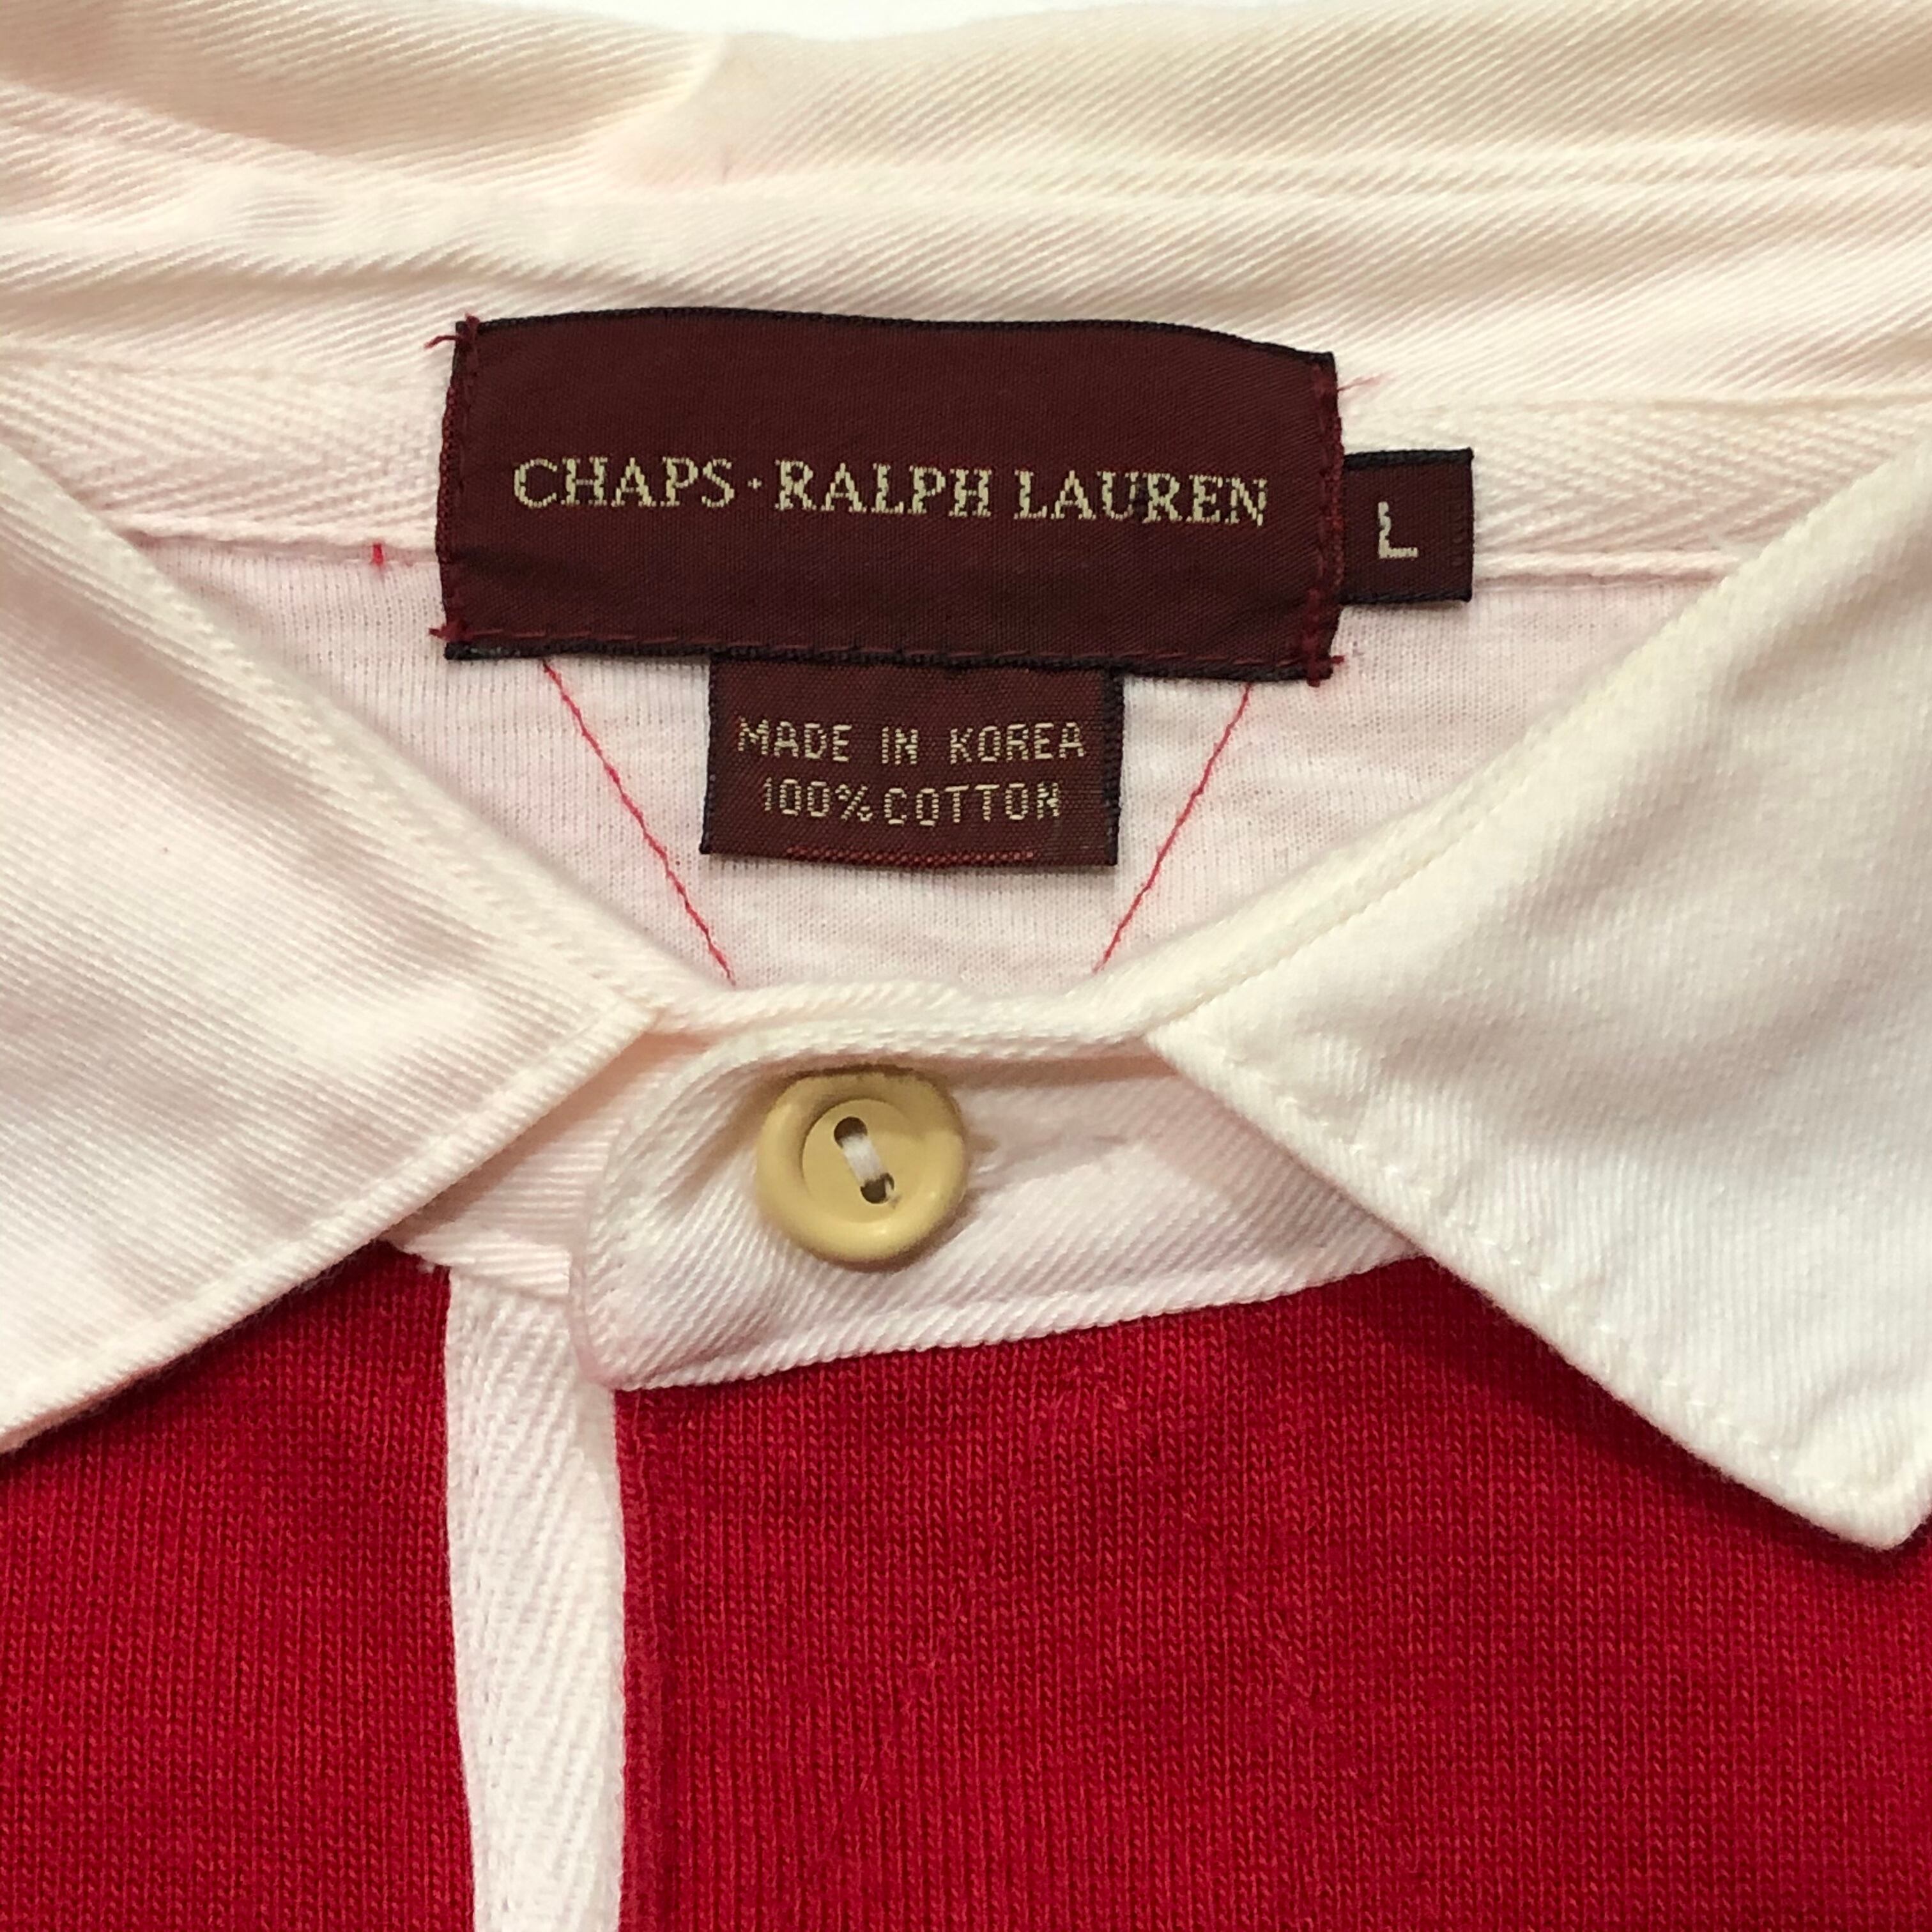 CHAPS·RALPH LAUREN
L
MADE IN KOREA
100%COTTON